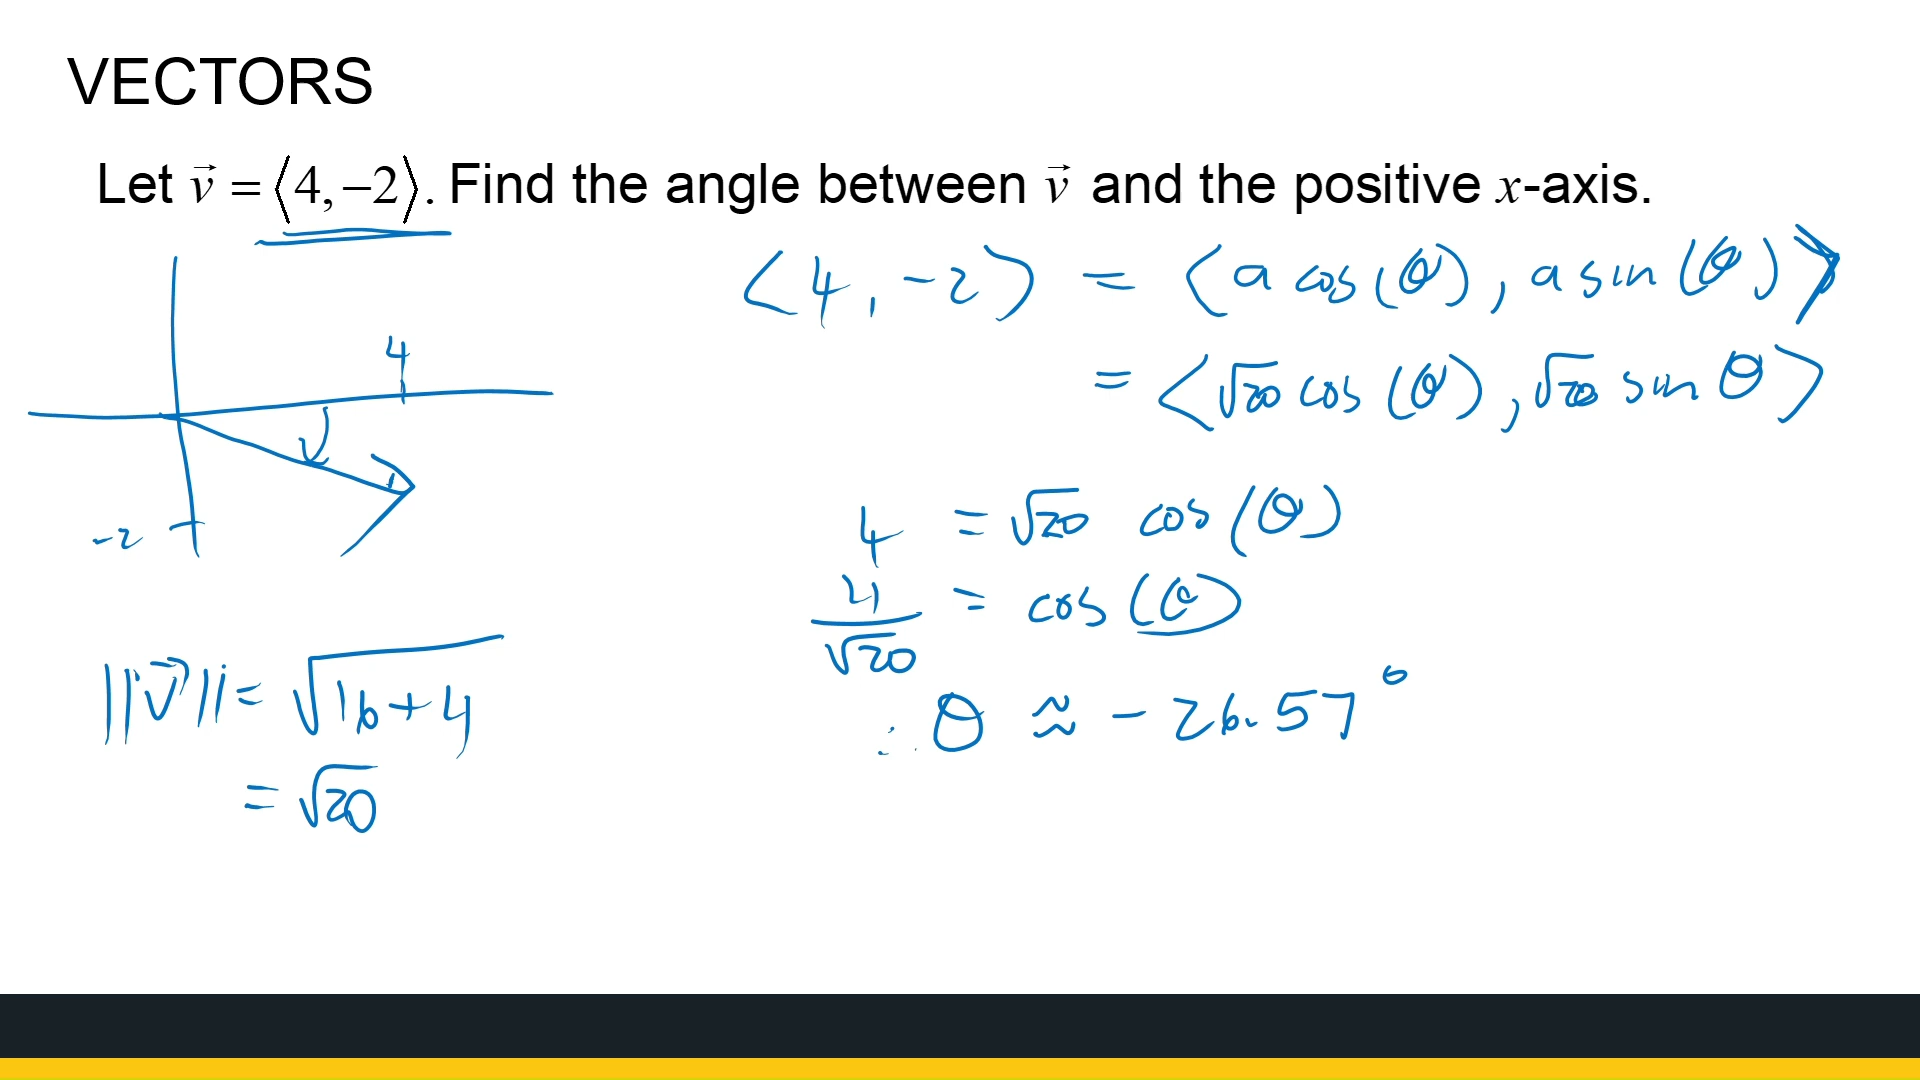 VECTORS
Let v⃗ = ⟨4,−2⟩. Find the angle between v⃗ and the positive x-axis.
⟨4, −2⟩ = ⟨a cos(θ), a sin(θ)⟩
= ⟨√20 cos(θ), √20 sin θ⟩
4
−2
4 = √20 cos(θ)
4/√20 = cos(θ)
∴ θ ≈ −26.57°
||v⃗|| = √16+4
= √20